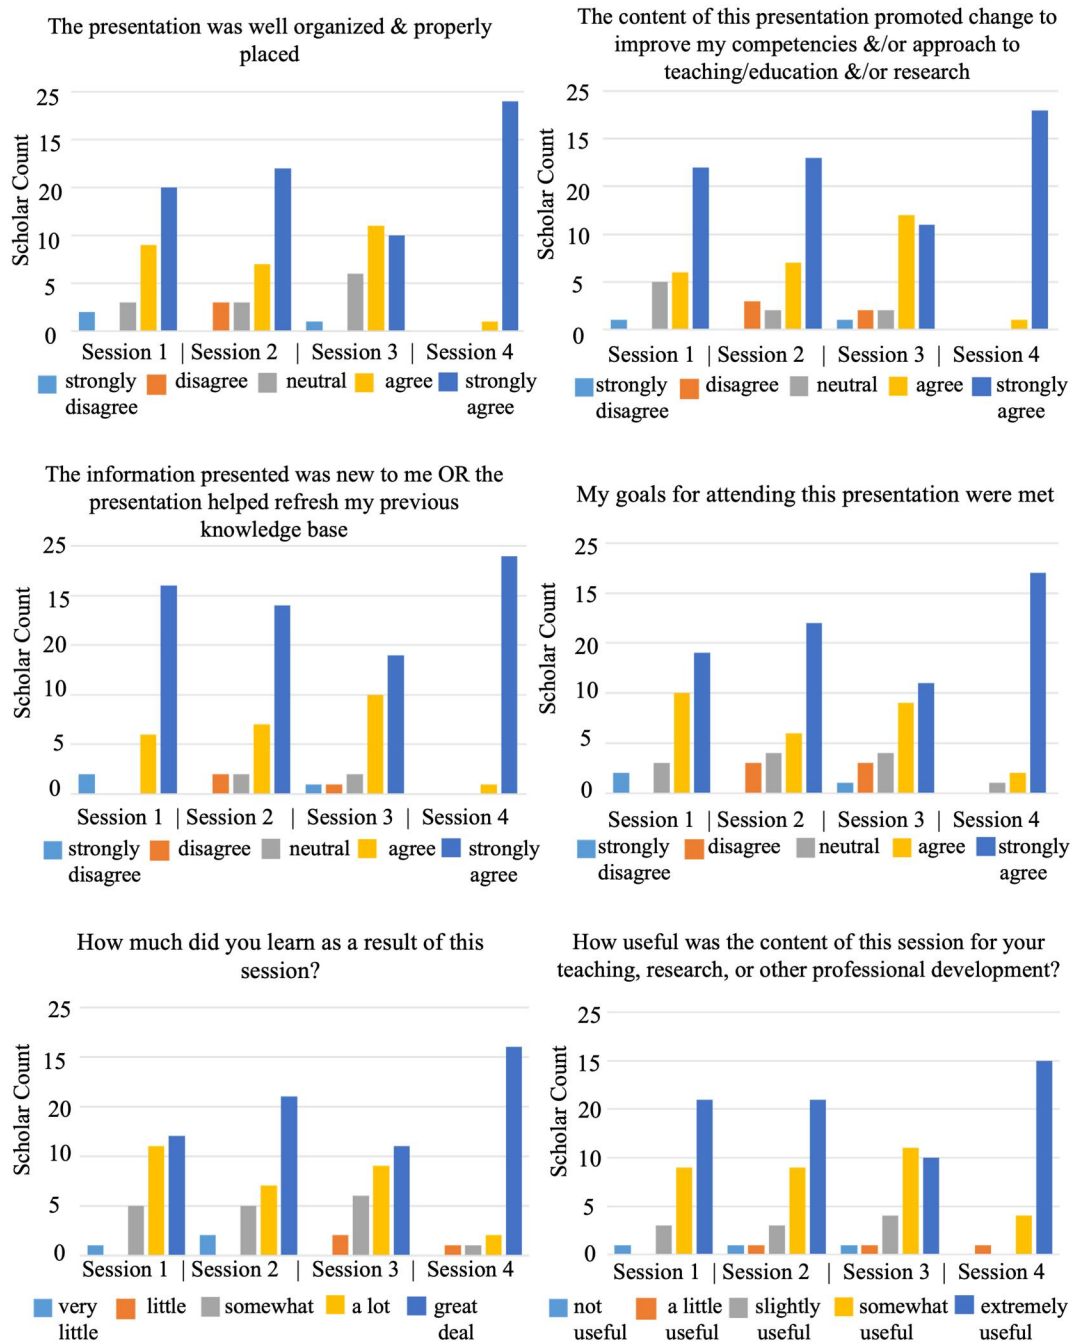 The presentation was well organized & properly
placed
25
15
20
10
5
0
Scholar Count
Session 1 | Session 2 | Session 3 | Session 4
strongly disagree
disagree
neutral
agree
strongly agree
The content of this presentation promoted change to
improve my competencies &/or approach to
teaching/education &/or research
25
15
20
10
5
0
Scholar Count
Session 1 | Session 2 | Session 3 | Session 4
strongly disagree
disagree
neutral
agree
strongly agree
The information presented was new to me OR the
presentation helped refresh my previous
knowledge base
25
15
20
10
5
0
Scholar Count
Session 1 | Session 2 | Session 3 | Session 4
strongly disagree
disagree
neutral
agree
strongly agree
My goals for attending this presentation were met
25
15
20
10
5
0
Scholar Count
Session 1 | Session 2 | Session 3 | Session 4
strongly disagree
disagree
neutral
agree
strongly agree
How much did you learn as a result of this
session?
25
15
20
10
5
0
Scholar Count
Session 1 | Session 2 | Session 3 | Session 4
very little
little
somewhat
a lot
great deal
How useful was the content of this session for your
teaching, research, or other professional development?
25
15
20
10
5
0
Scholar Count
Session 1 | Session 2 | Session 3 | Session 4
not useful
a little useful
slightly useful
somewhat useful
extremely useful